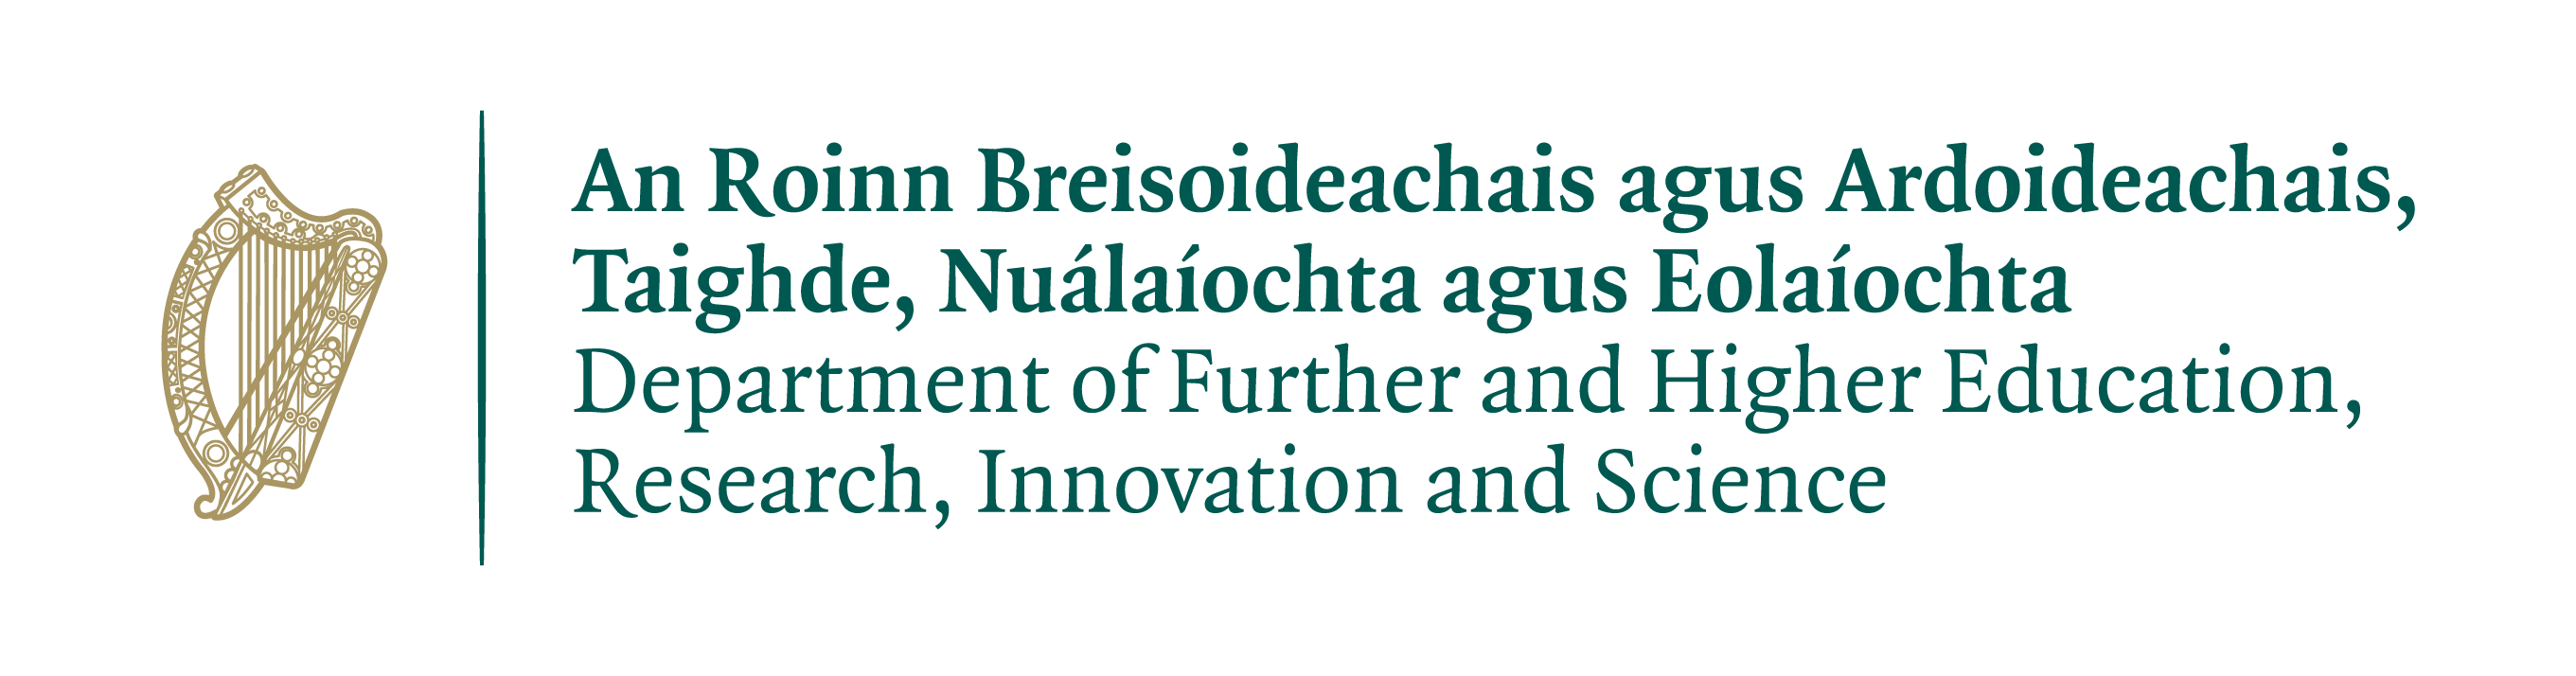 An Roinn Breisoideachais agus Ardoideachais,
Taighde, Nuálaíochta agus Eolaíochta
Department of Further and Higher Education,
Research, Innovation and Science